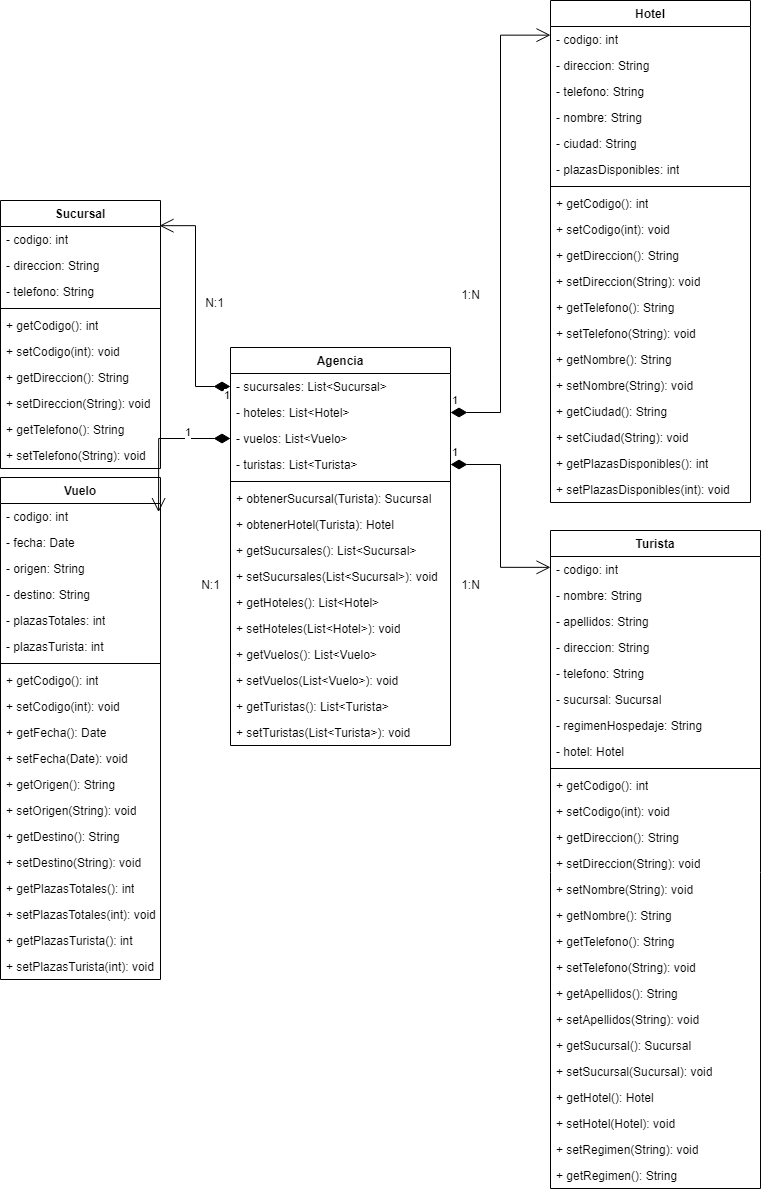 Hotel
- codigo: int
- direccion: String
- telefono: String
- nombre: String
- ciudad: String
- plazasDisponibles: int
+ getCodigo(): int
+ setCodigo(int): void
+ getDireccion(): String
+ setDireccion(String): void
+ getTelefono(): String
+ setTelefono(String): void
+ getNombre(): String
+ setNombre(String): void
+ getCiudad(): String
+ setCiudad(String): void
+ getPlazasDisponibles(): int
+ setPlazasDisponibles(int): void
Sucursal
- codigo: int
- direccion: String
- telefono: String
+ getCodigo(): int
+ setCodigo(int): void
+ getDireccion(): String
+ setDireccion(String): void
+ getTelefono(): String
+ setTelefono(String): void
N:1
1:N
1
1
1
1
Agencia
- sucursales: List<Sucursal>
- hoteles: List<Hotel>
- vuelos: List<Vuelo>
- turistas: List<Turista>
+ obtenerSucursal(Turista): Sucursal
+ obtenerHotel(Turista): Hotel
+ getSucursales(): List<Sucursal>
+ setSucursales(List<Sucursal>): void
+ getHoteles(): List<Hotel>
+ setHoteles(List<Hotel>): void
+ getVuelos(): List<Vuelo>
+ setVuelos(List<Vuelo>): void
+ getTuristas(): List<Turista>
+ setTuristas(List<Turista>): void
N:1
1:N
Vuelo
- codigo: int
- fecha: Date
- origen: String
- destino: String
- plazasTotales: int
- plazasTurista: int
+ getCodigo(): int
+ setCodigo(int): void
+ getFecha(): Date
+ setFecha(Date): void
+ getOrigen(): String
+ setOrigen(String): void
+ getDestino(): String
+ setDestino(String): void
+ getPlazasTotales(): int
+ setPlazasTotales(int): void
+ getPlazasTurista(): int
+ setPlazasTurista(int): void
Turista
- codigo: int
- nombre: String
- apellidos: String
- direccion: String
- telefono: String
- sucursal: Sucursal
- regimenHospedaje: String
- hotel: Hotel
+ getCodigo(): int
+ setCodigo(int): void
+ getDireccion(): String
+ setDireccion(String): void
+ setNombre(String): void
+ getNombre(): String
+ getTelefono(): String
+ setTelefono(String): void
+ getApellidos(): String
+ setApellidos(String): void
+ getSucursal(): Sucursal
+ setSucursal(Sucursal): void
+ getHotel(): Hotel
+ setHotel(Hotel): void
+ setRegimen(String): void
+ getRegimen(): String